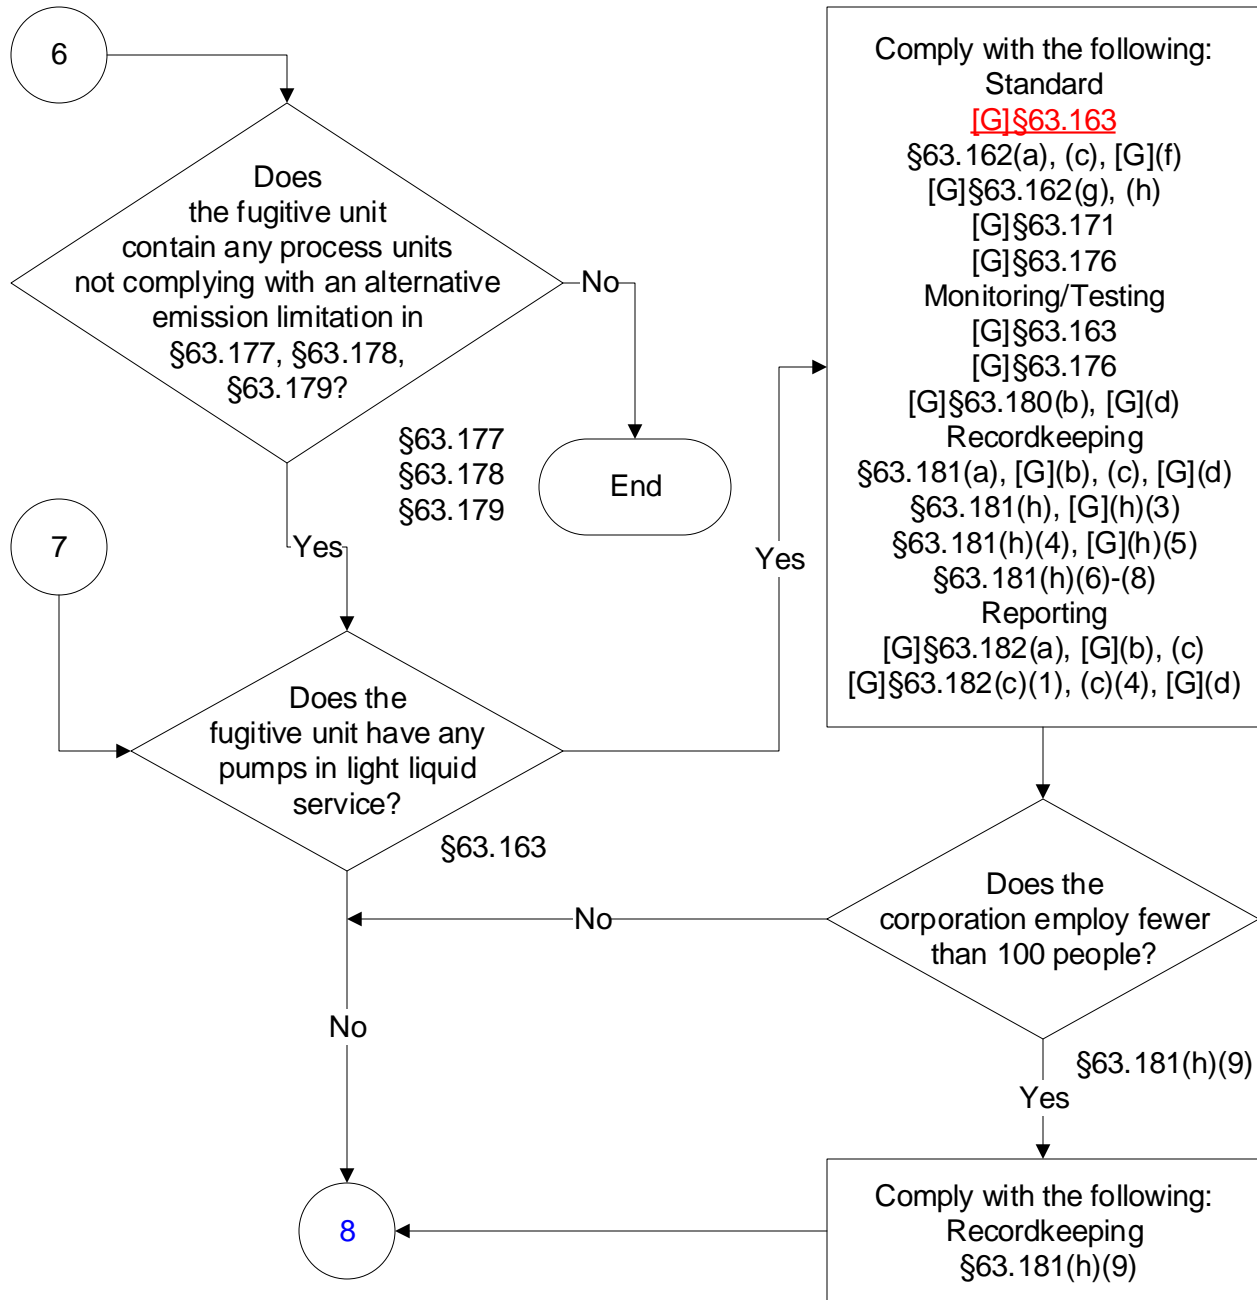 6
Does
the fugitive unit
contain any process units
not complying with an alternative
emission limitation in
§63.177, §63.178,
§63.179?
No
§63.177
§63.178
§63.179
End
Yes
7
Does the
fugitive unit have any
pumps in light liquid
service?
§63.163
Yes
Comply with the following:
Standard
[G]§63.163
§63.162(a), (c), [G](f)
[G]§63.162(g), (h)
[G]§63.171
[G]§63.176
Monitoring/Testing
[G]§63.163
[G]§63.176
[G]§63.180(b), [G](d)
Recordkeeping
§63.181(a), [G](b), (c), [G](d)
§63.181(h), [G](h)(3)
§63.181(h)(4), [G](h)(5)
§63.181(h)(6)-(8)
Reporting
[G]§63.182(a), [G](b), (c)
[G]§63.182(c)(1), (c)(4), [G](d)
Does the
corporation employ fewer
than 100 people?
No
§63.181(h)(9)
Yes
No
Comply with the following:
Recordkeeping
§63.181(h)(9)
8